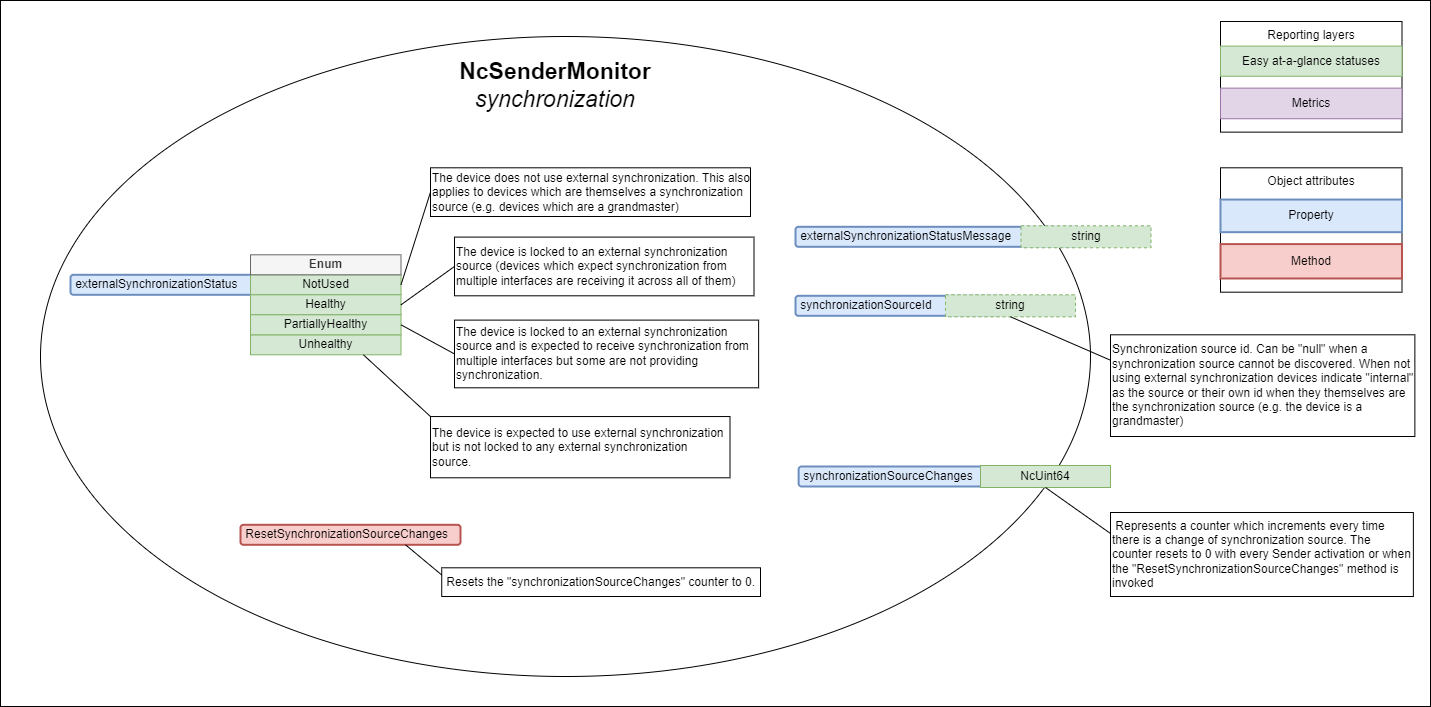 NcSenderMonitor
synchronization
Reporting layers
Easy at-a-glance statuses
Metrics
Object attributes
Property
Method
externalSynchronizationStatus
Enum
NotUsed
Healthy
PartiallyHealthy
Unhealthy
The device does not use external synchronization. This also
applies to devices which are themselves a synchronization
source (e.g. devices which are a grandmaster)
The device is locked to an external synchronization
source (devices which expect synchronization from
multiple interfaces are receiving it across all of them)
The device is locked to an external synchronization
source and is expected to receive synchronization from
multiple interfaces but some are not providing
synchronization.
The device is expected to use external synchronization
but is not locked to any external synchronization
source.
ResetSynchronizationSourceChanges
Resets the "synchronizationSourceChanges" counter to 0.
externalSynchronizationStatusMessage
string
synchronizationSourceId
string
Synchronization source id. Can be "null" when a
synchronization source cannot be discovered. When not
using external synchronization devices indicate "internal"
as the source or their own id when they themselves are
the synchronization source (e.g. the device is a
grandmaster)
synchronizationSourceChanges
NcUint64
Represents a counter which increments every time
there is a change of synchronization source. The
counter resets to 0 with every Sender activation or when
the "ResetSynchronizationSourceChanges" method is
invoked